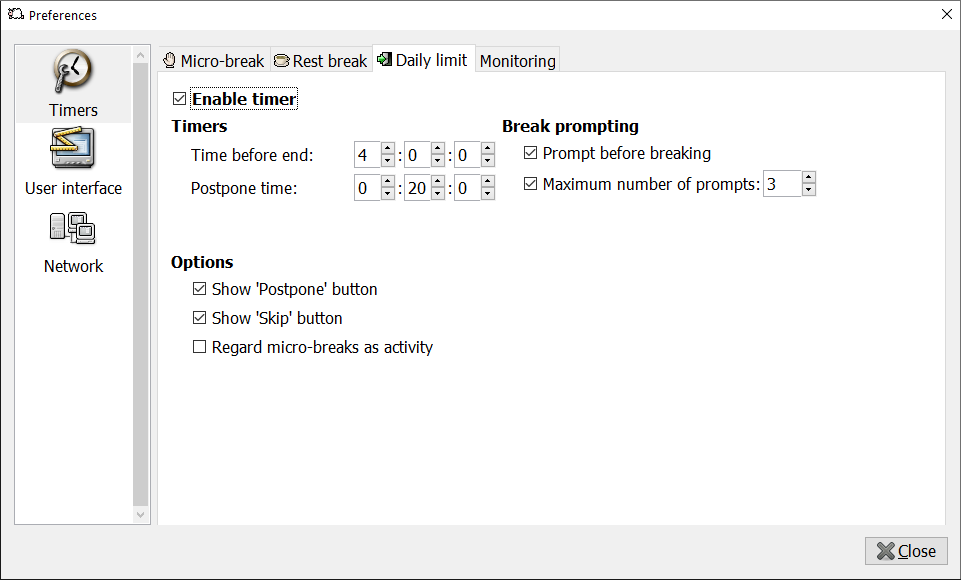 Preferences
Timers
User interface
Network
Micro-break Rest break Daily limit Monitoring
Enable timer
Timers
Time before end: 4 : 0 : 0
Postpone time: 0 : 20 : 0
Break prompting
Prompt before breaking
Maximum number of prompts: 3
Options
Show 'Postpone' button
Show 'Skip' button
Regard micro-breaks as activity
Close